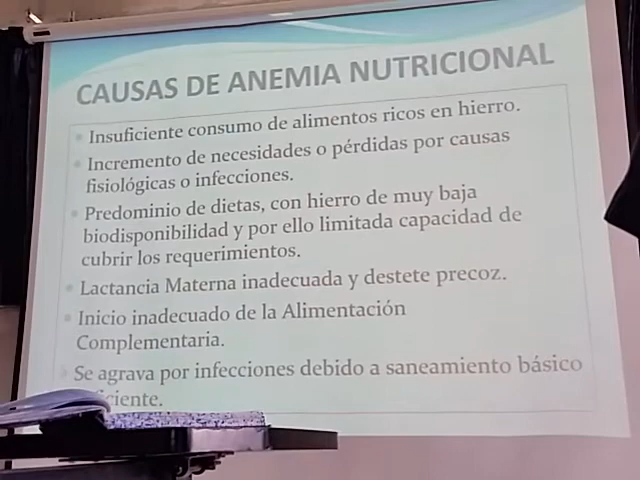 CAUSAS DE ANEMIA NUTRICIONAL
Insuficiente consumo de alimentos ricos en hierro.
Incremento de necesidades o pérdidas por causas
fisiológicas o infecciones.
Predominio de dietas, con hierro de muy baja
biodisponibilidad y por ello limitada capacidad de
cubrir los requerimientos.
Lactancia Materna inadecuada y destete precoz.
Inicio inadecuado de la Alimentación
Complementaria.
Se agrava por infecciones debido a saneamiento básico